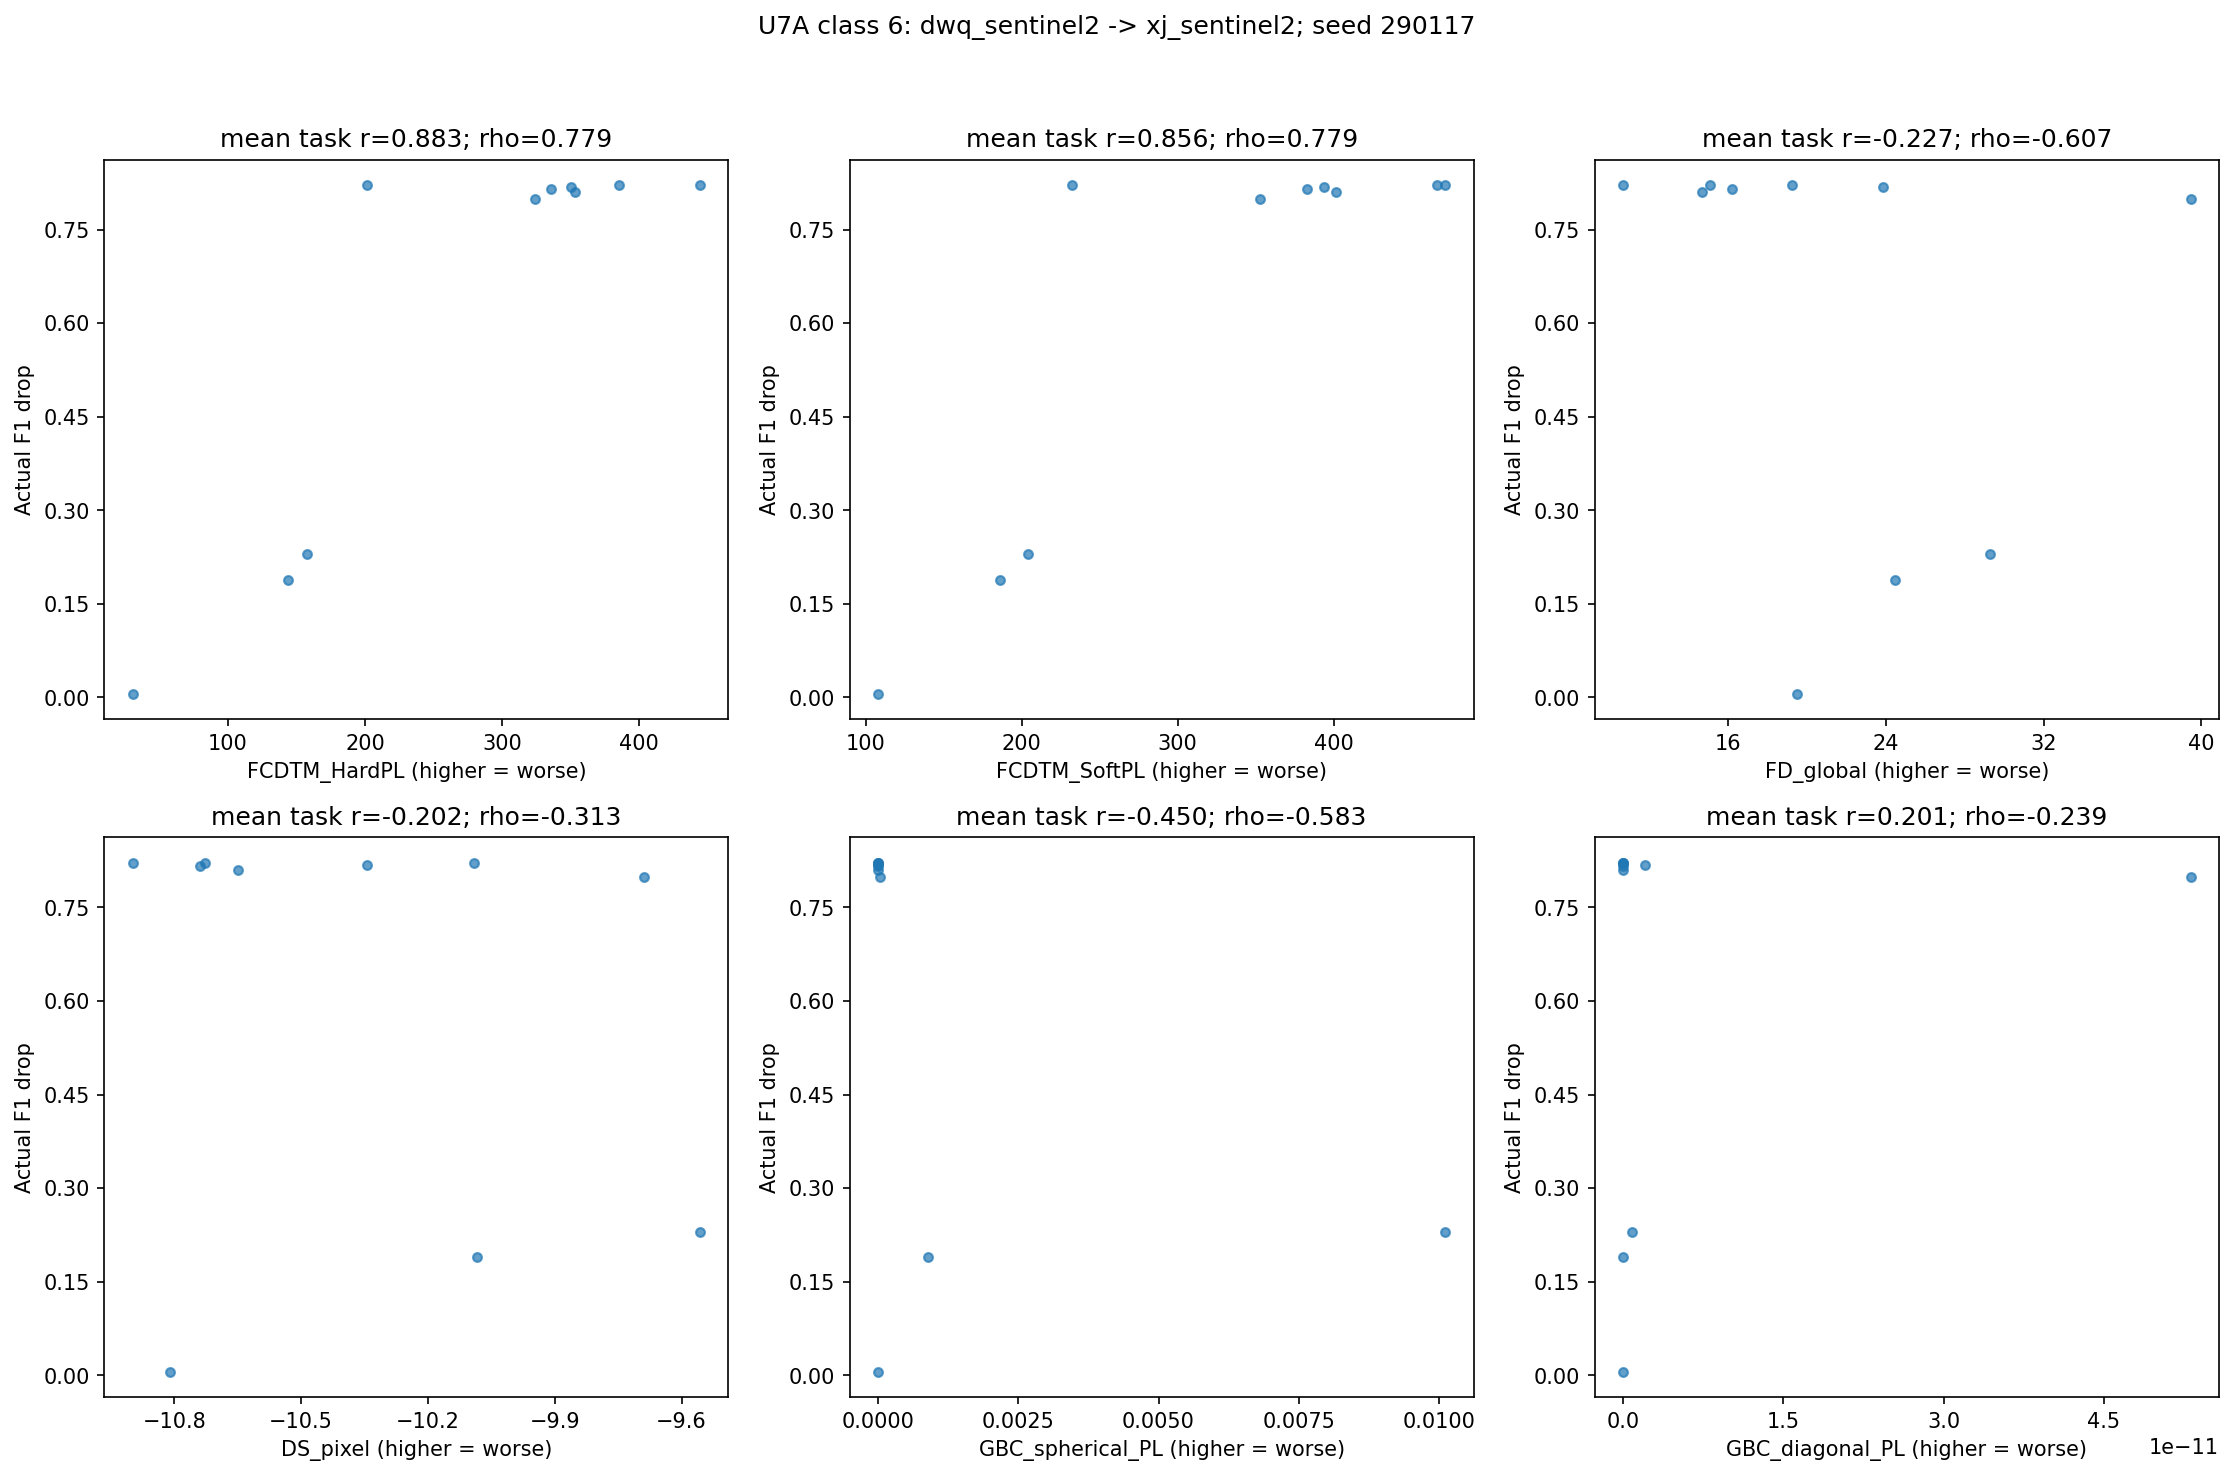 U7A class 6: dwq_sentinel2 -> xj_sentinel2; seed 290117
mean task r=0.883; rho=0.779
Actual F1 drop
0.75
0.60
0.45
0.30
0.15
0.00
100 200 300 400
FCDTM_HardPL (higher = worse)
mean task r=0.856; rho=0.779
Actual F1 drop
0.75
0.60
0.45
0.30
0.15
0.00
100 200 300 400
FCDTM_SoftPL (higher = worse)
mean task r=-0.227; rho=-0.607
Actual F1 drop
0.75
0.60
0.45
0.30
0.15
0.00
16 24 32 40
FD_global (higher = worse)
mean task r=-0.202; rho=-0.313
Actual F1 drop
0.75
0.60
0.45
0.30
0.15
0.00
−10.8 −10.5 −10.2 −9.9 −9.6
DS_pixel (higher = worse)
mean task r=-0.450; rho=-0.583
Actual F1 drop
0.75
0.60
0.45
0.30
0.15
0.00
0.0000 0.0025 0.0050 0.0075 0.0100
GBC_spherical_PL (higher = worse)
mean task r=0.201; rho=-0.239
Actual F1 drop
0.75
0.60
0.45
0.30
0.15
0.00
0.0 1.5 3.0 4.5
GBC_diagonal_PL (higher = worse)
1e−11